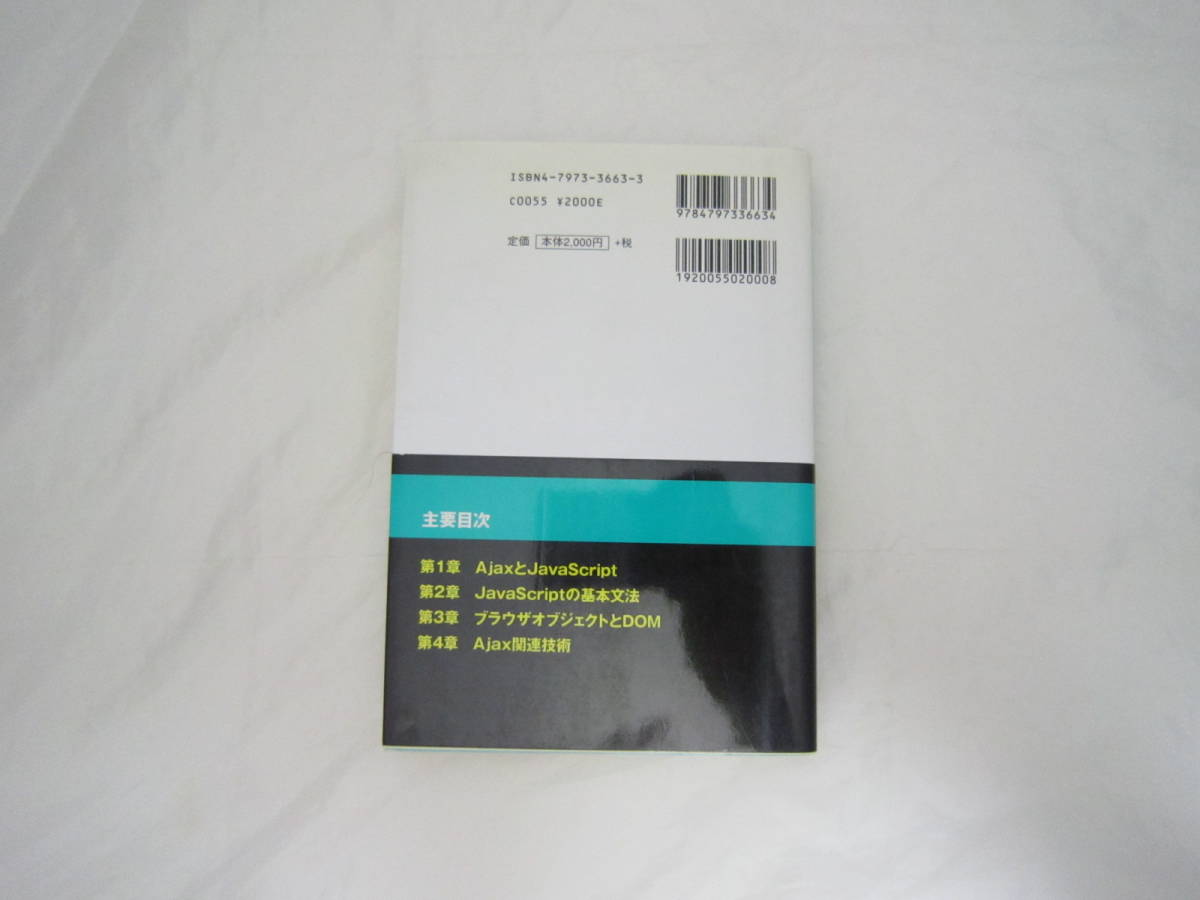 ISBN4-7973-3663-3
C0055 ¥2000E
定価 本体2,000円 +税
9784797336634
1920055020008
主要目次
第1章 AjaxとJavaScript
第2章 JavaScriptの基本文法
第3章 ブラウザオブジェクトとDOM
第4章 Ajax関連技術